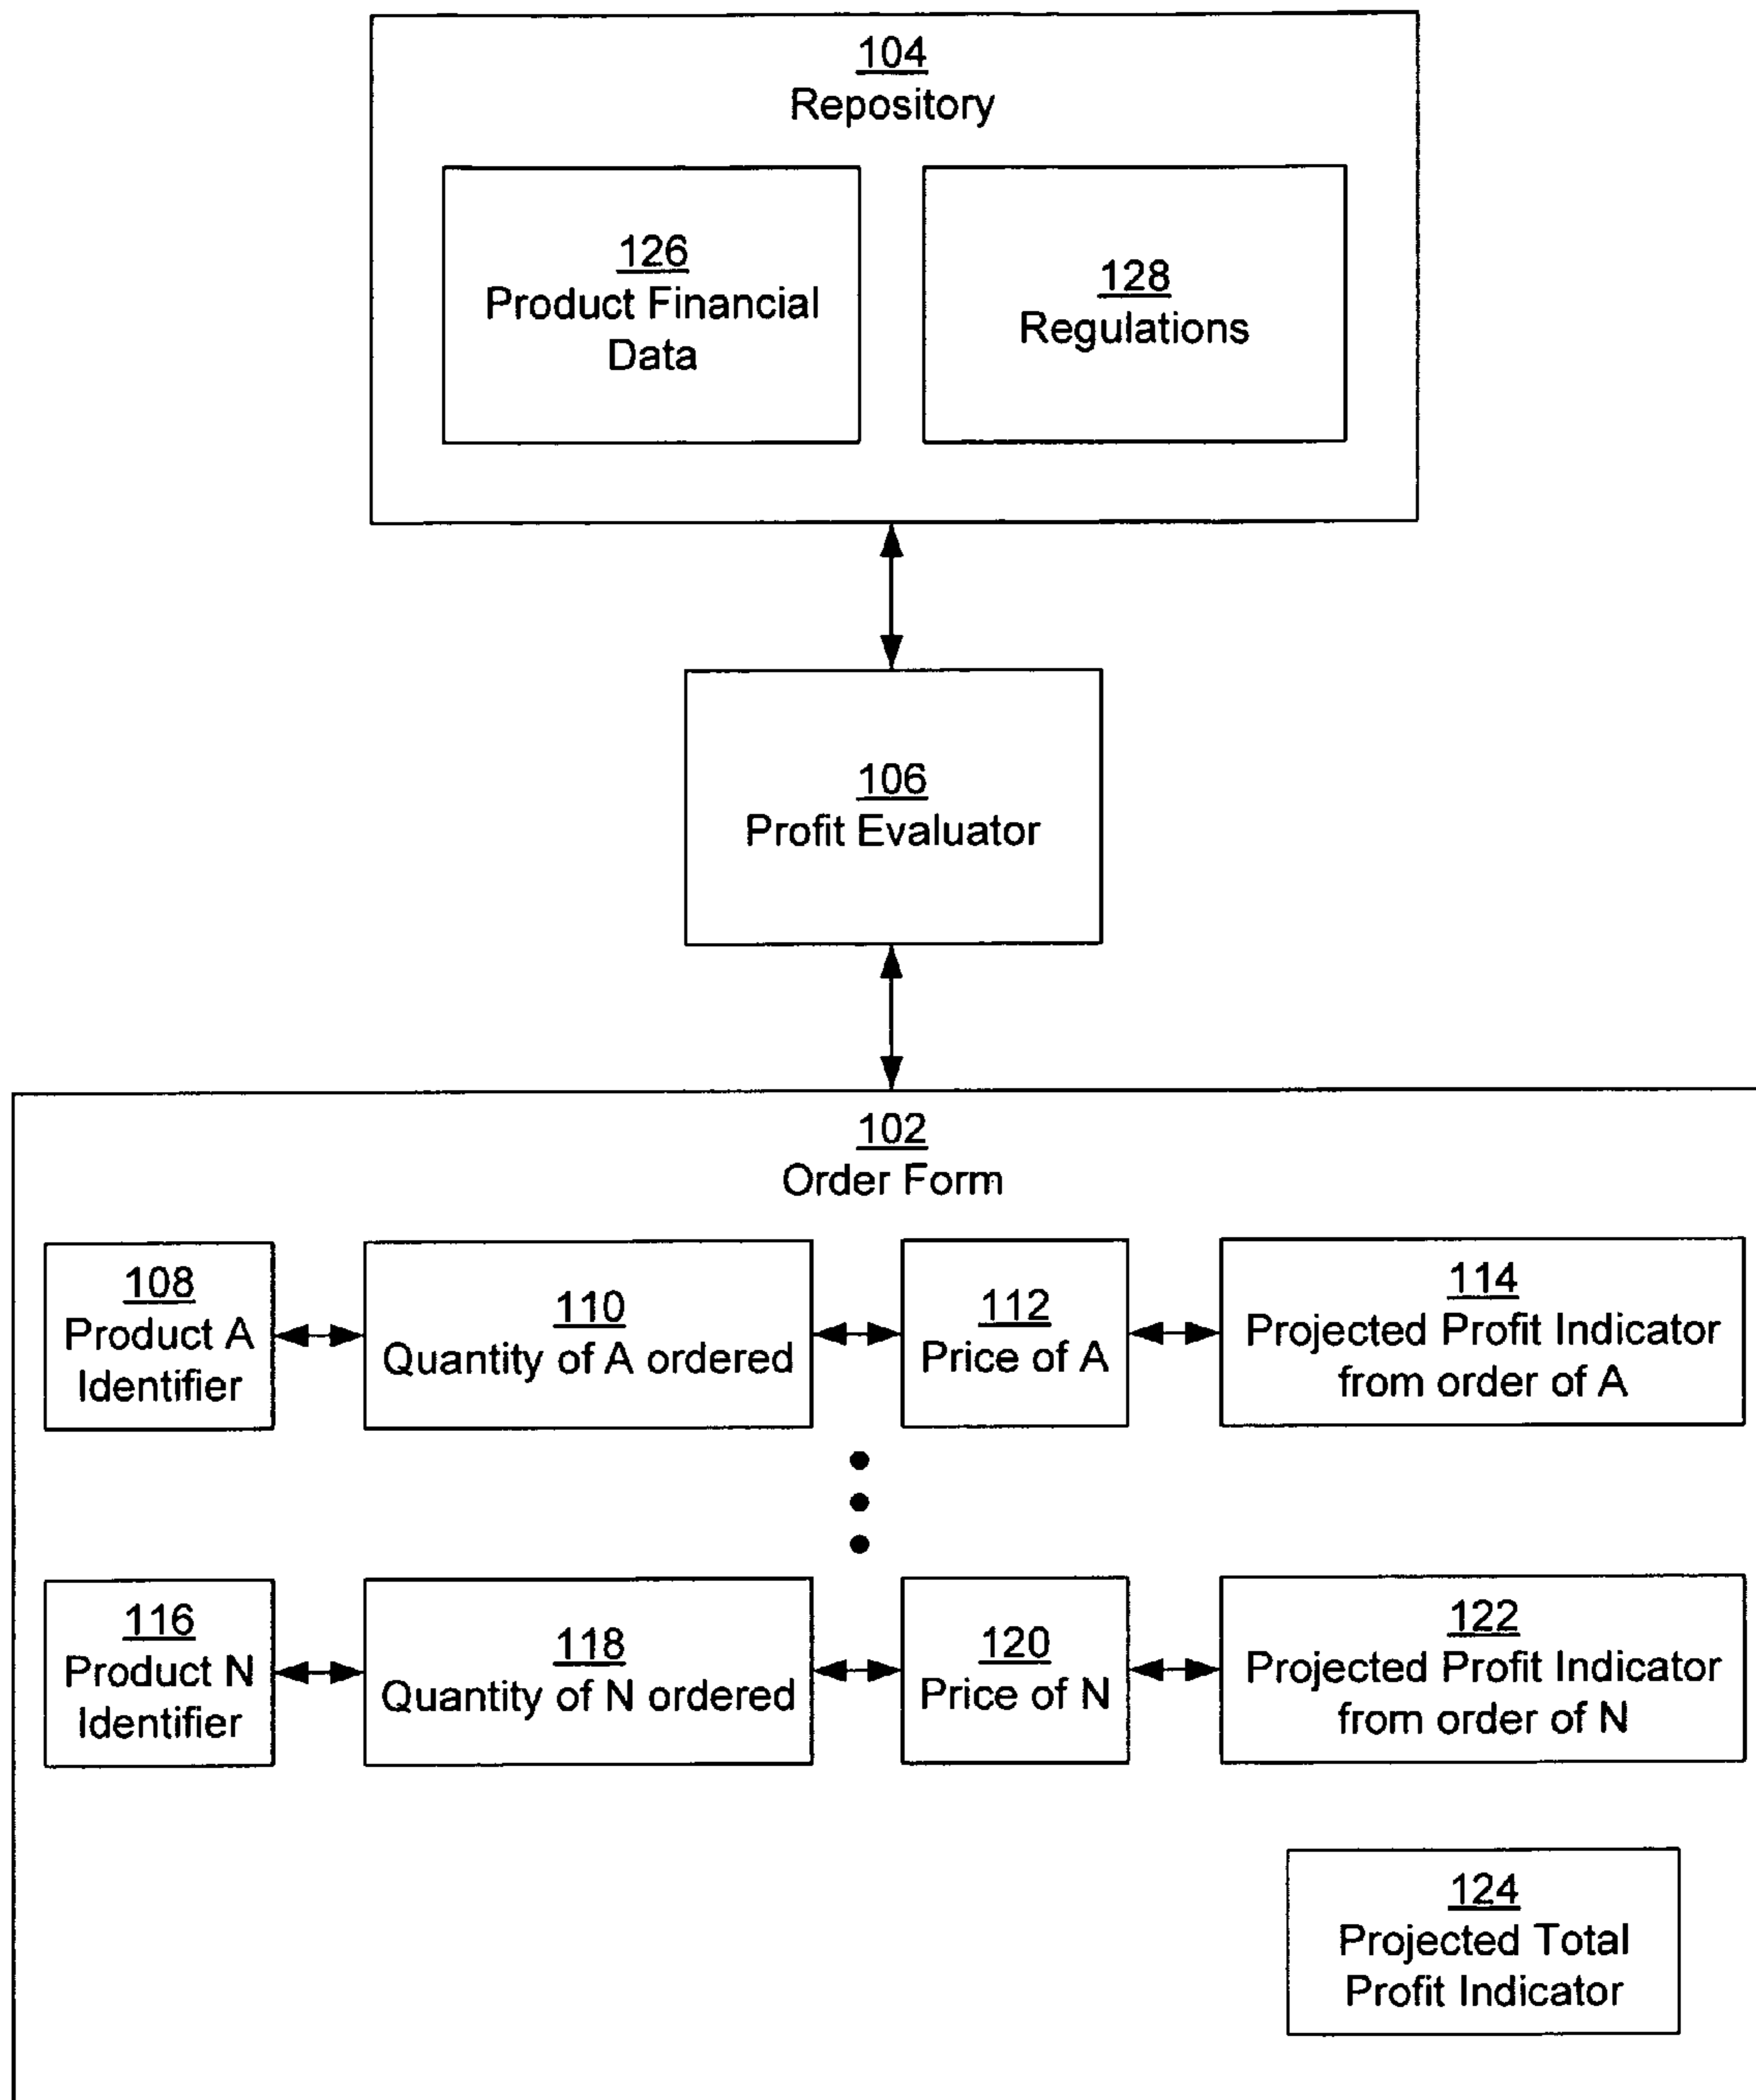 104
Repository
126
Product Financial
Data
128
Regulations
106
Profit Evaluator
102
Order Form
108
Product A
Identifier
110
Quantity of A ordered
112
Price of A
114
Projected Profit Indicator
from order of A
116
Product N
Identifier
118
Quantity of N ordered
120
Price of N
122
Projected Profit Indicator
from order of N
124
Projected Total
Profit Indicator